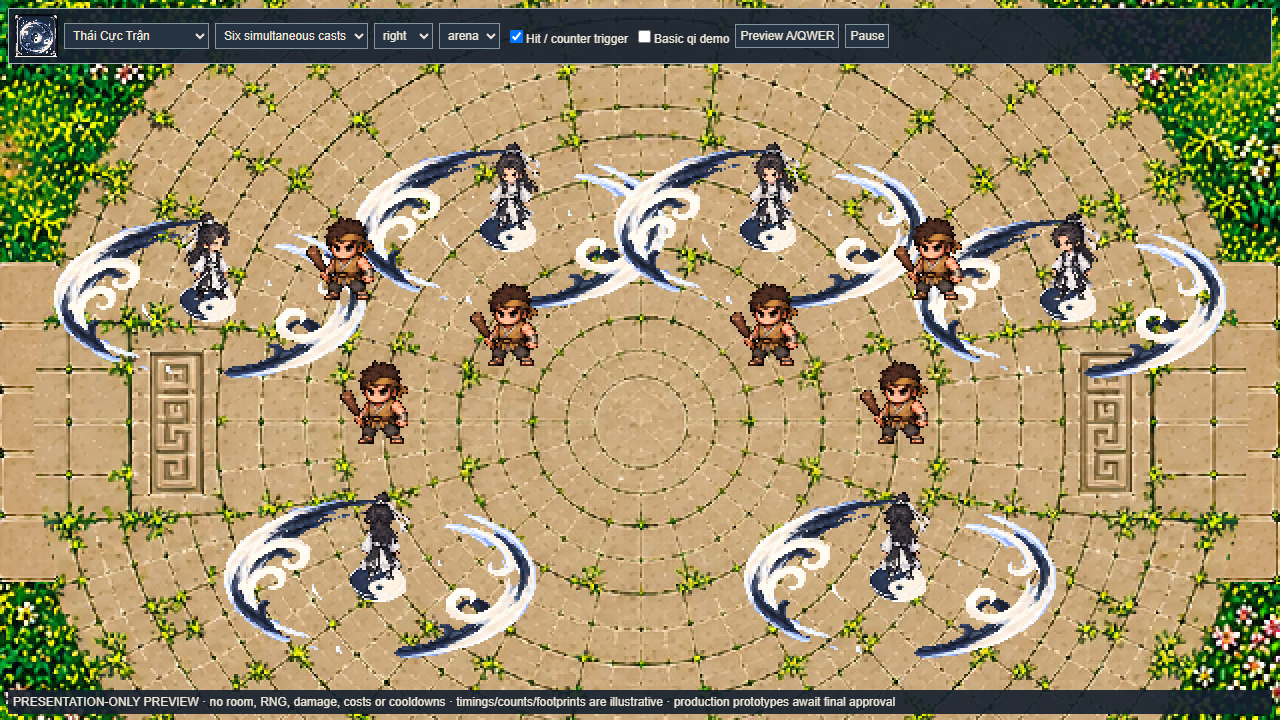 Thái Cực Trận Six simultaneous casts right arena Hit / counter trigger Basic qi demo Preview A/QWER Pause
PRESENTATION-ONLY PREVIEW · no room, RNG, damage, costs or cooldowns · timings/counts/footprints are illustrative · production prototypes await final approval